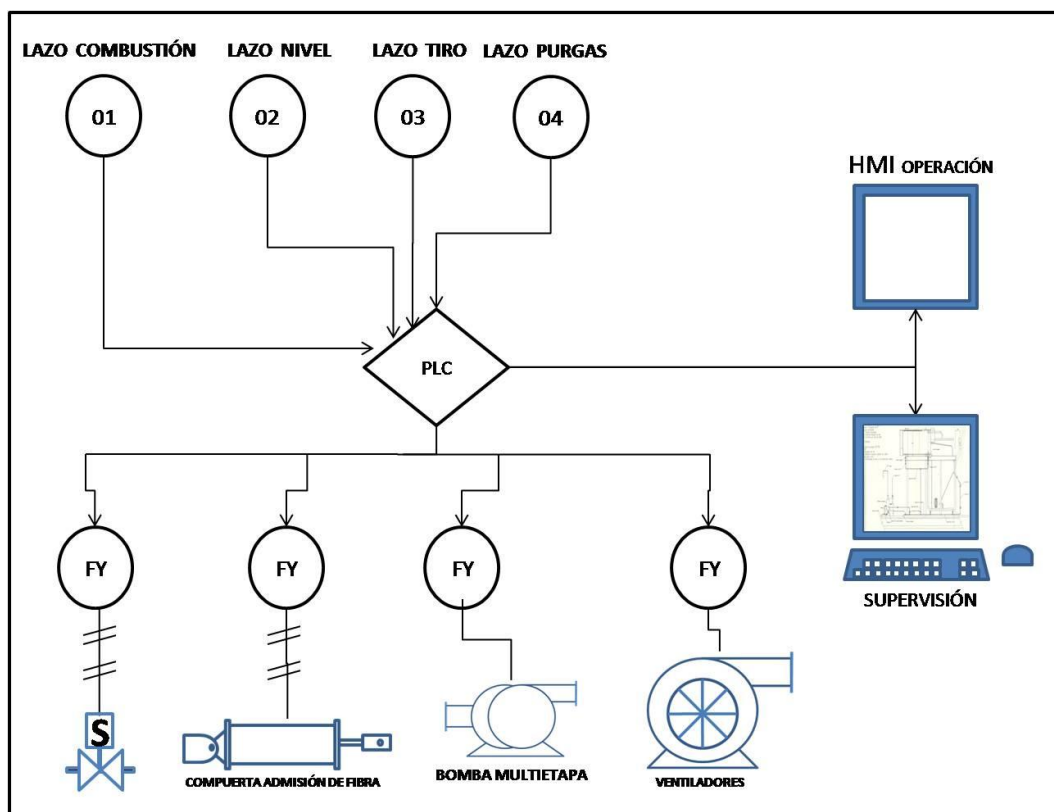 LAZO COMBUSTIÓN
LAZO NIVEL
LAZO TIRO
LAZO PURGAS
01
02
03
04
HMI OPERACIÓN
PLC
FY
FY
FY
FY
SUPERVISIÓN
S
COMPUERTA ADMISIÓN DE FIBRA
BOMBA MULTIETAPA
VENTILADORES